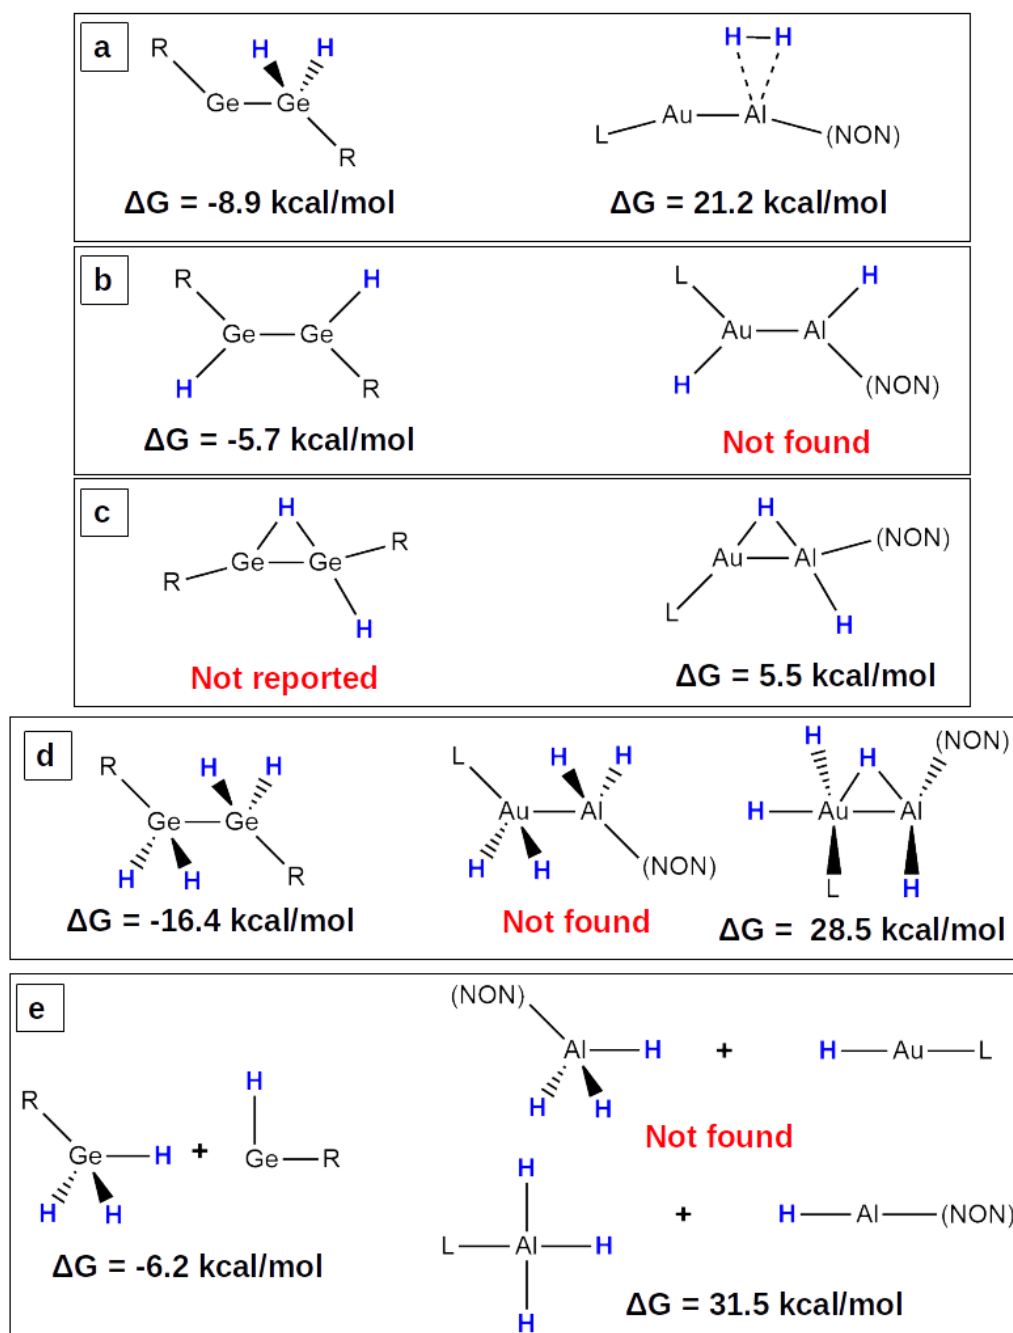 a
R H H H H
Ge Ge Au Al
L (NON)
R
ΔG = -8.9 kcal/mol ΔG = 21.2 kcal/mol
b
R H L H
Ge Ge Au Al
H R H (NON)
ΔG = -5.7 kcal/mol Not found
c
H H
R Ge Ge R Au Al (NON)
H L H
Not reported ΔG = 5.5 kcal/mol
d
R H H L H H H H (NON)
Ge Ge Au Al H Au Al
H H R H H (NON) L H
ΔG = -16.4 kcal/mol Not found ΔG = 28.5 kcal/mol
e
(NON)
Al H + H Au L
H H
Not found
R H
Ge H + Ge R
H H
ΔG = -6.2 kcal/mol
H
L Al H + H Al (NON)
H
ΔG = 31.5 kcal/mol